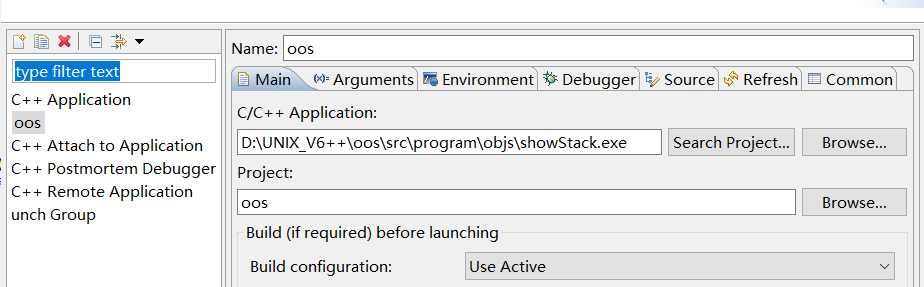 Name: oos
type filter text
C++ Application
oos
C++ Attach to Application
C++ Postmortem Debugger
C++ Remote Application
unch Group
Main (x)= Arguments Environment Debugger Source Refresh Common
C/C++ Application:
D:\UNIX_V6++\oos\src\program\objs\showStack.exe Search Project... Browse...
Project:
oos Browse...
Build (if required) before launching
Build configuration: Use Active